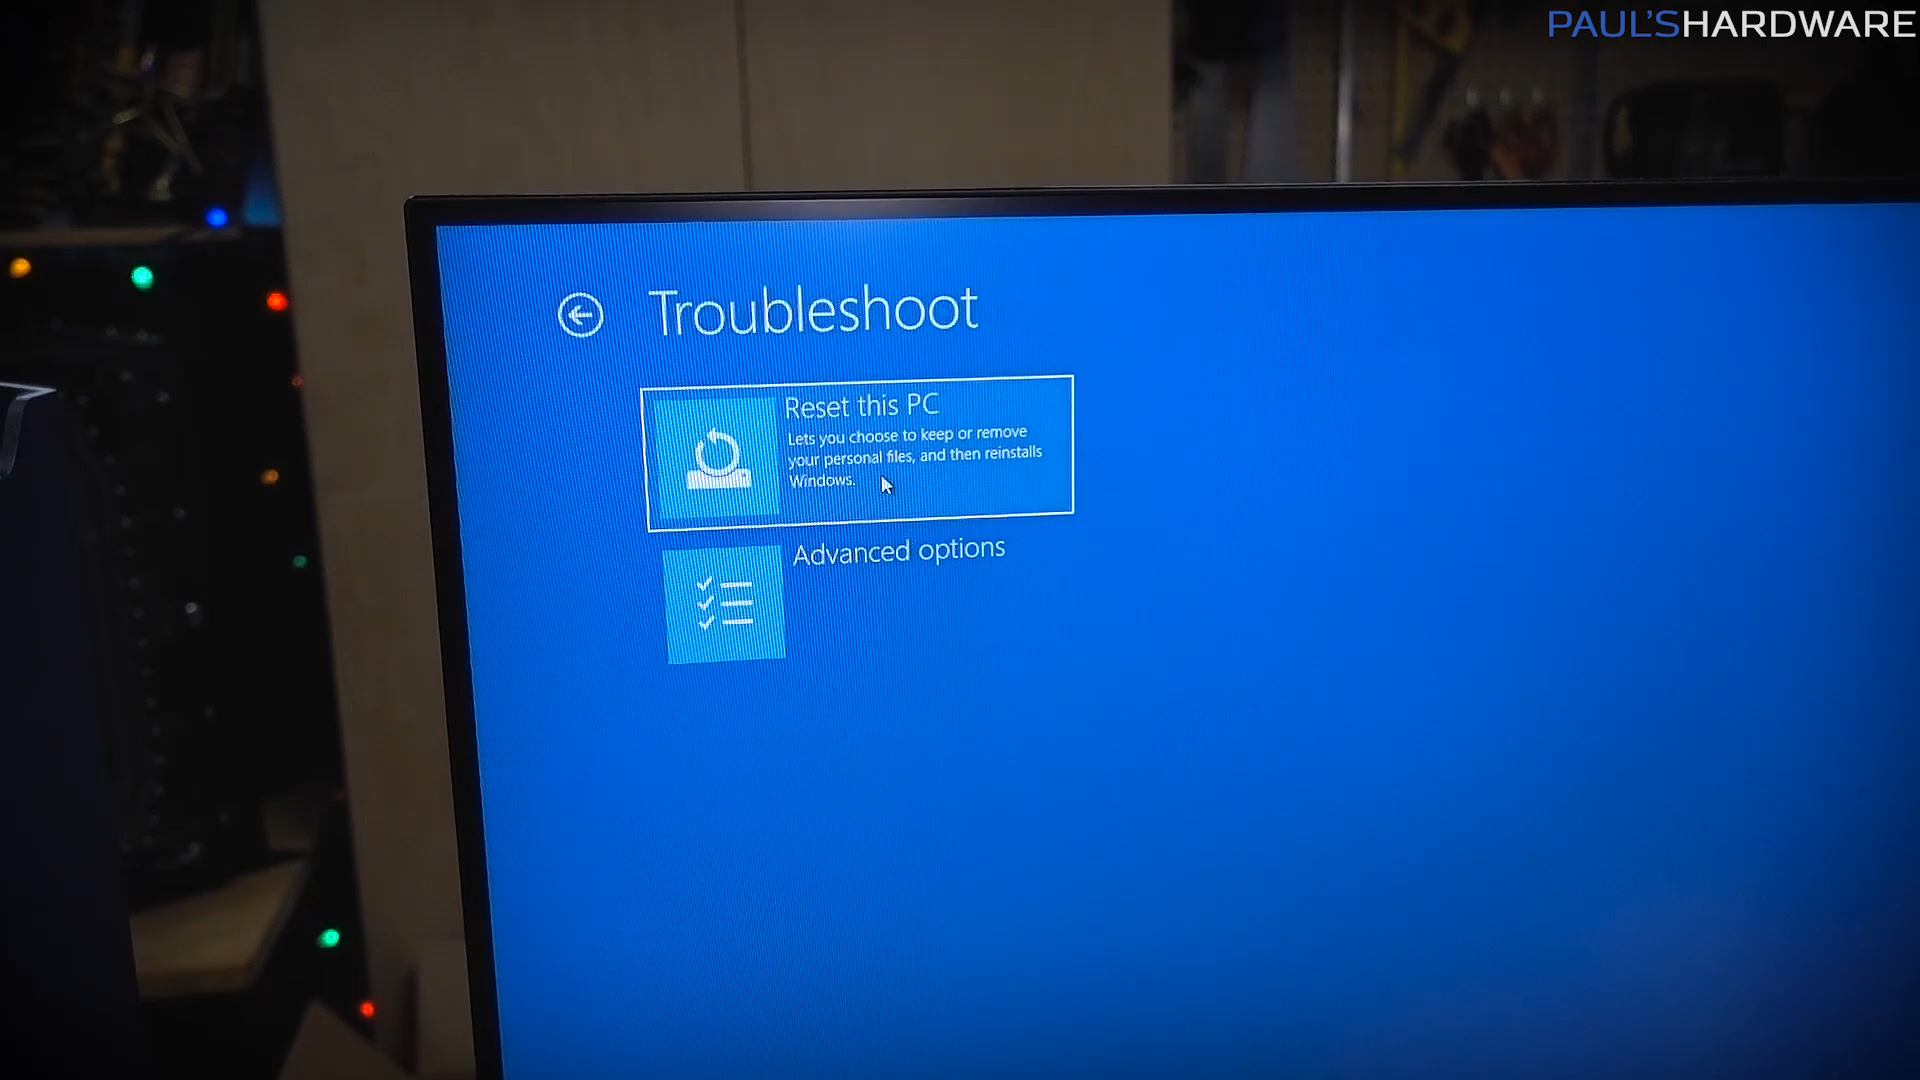 PAUL'SHARDWARE
Troubleshoot
Reset this PC
Lets you choose to keep or remove
your personal files, and then reinstalls
Windows.
Advanced options